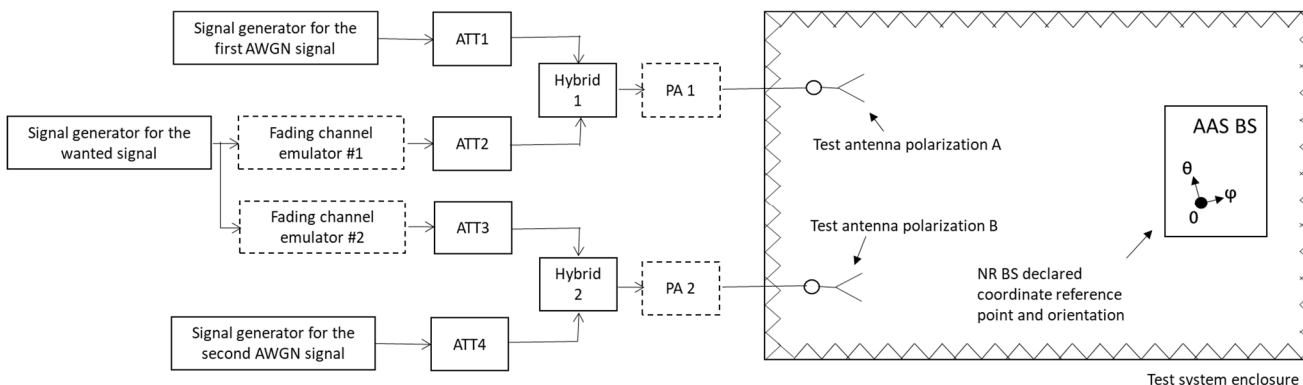 Signal generator for the
first AWGN signal
ATT1
Hybrid
1
PA 1
Signal generator for the
wanted signal
Fading channel
emulator #1
ATT2
Test antenna polarization A
AAS BS
θ
φ
0
Fading channel
emulator #2
ATT3
Test antenna polarization B
Hybrid
2
PA 2
NR BS declared
coordinate reference
point and orientation
Signal generator for the
second AWGN signal
ATT4
Test system enclosure